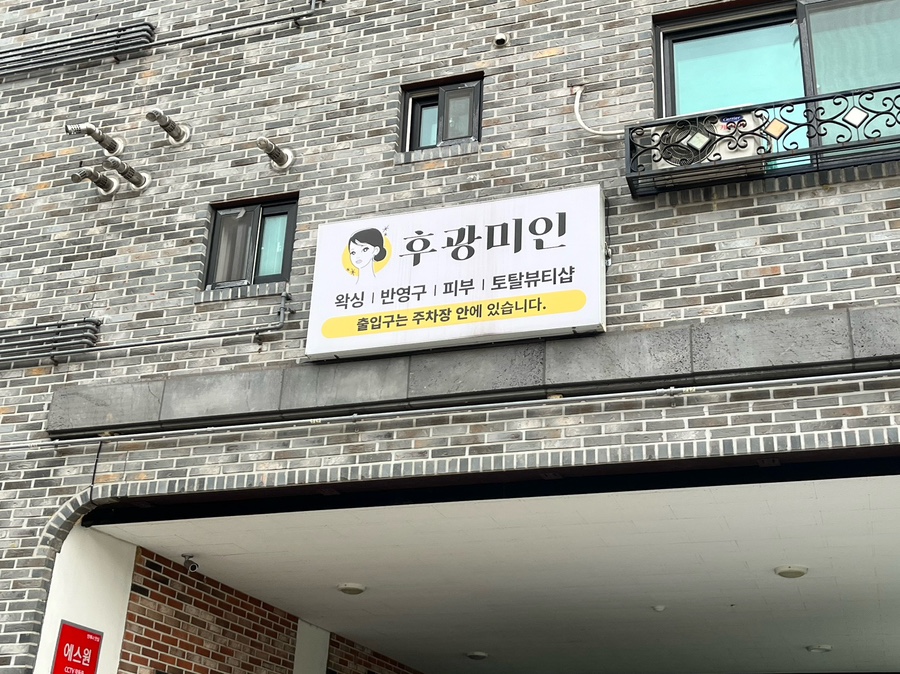 후광미인
왁싱 | 반영구 | 피부 | 토탈뷰티샵
출입구는 주차장 안에 있습니다.
에스원